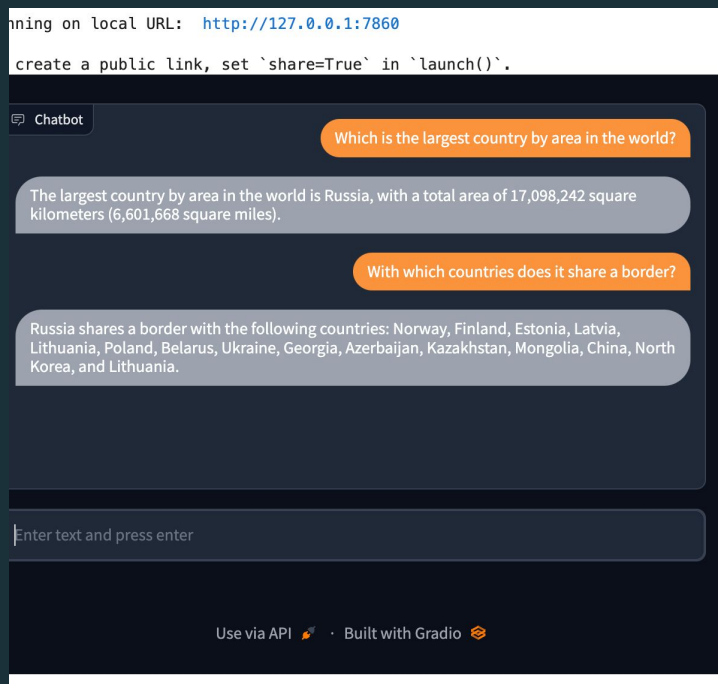 nning on local URL:  http://127.0.0.1:7860
create a public link, set `share=True` in `launch()`.
Chatbot
Which is the largest country by area in the world?
The largest country by area in the world is Russia, with a total area of 17,098,242 square
kilometers (6,601,668 square miles).
With which countries does it share a border?
Russia shares a border with the following countries: Norway, Finland, Estonia, Latvia,
Lithuania, Poland, Belarus, Ukraine, Georgia, Azerbaijan, Kazakhstan, Mongolia, China, North
Korea, and Lithuania.
Enter text and press enter
Use via API · Built with Gradio